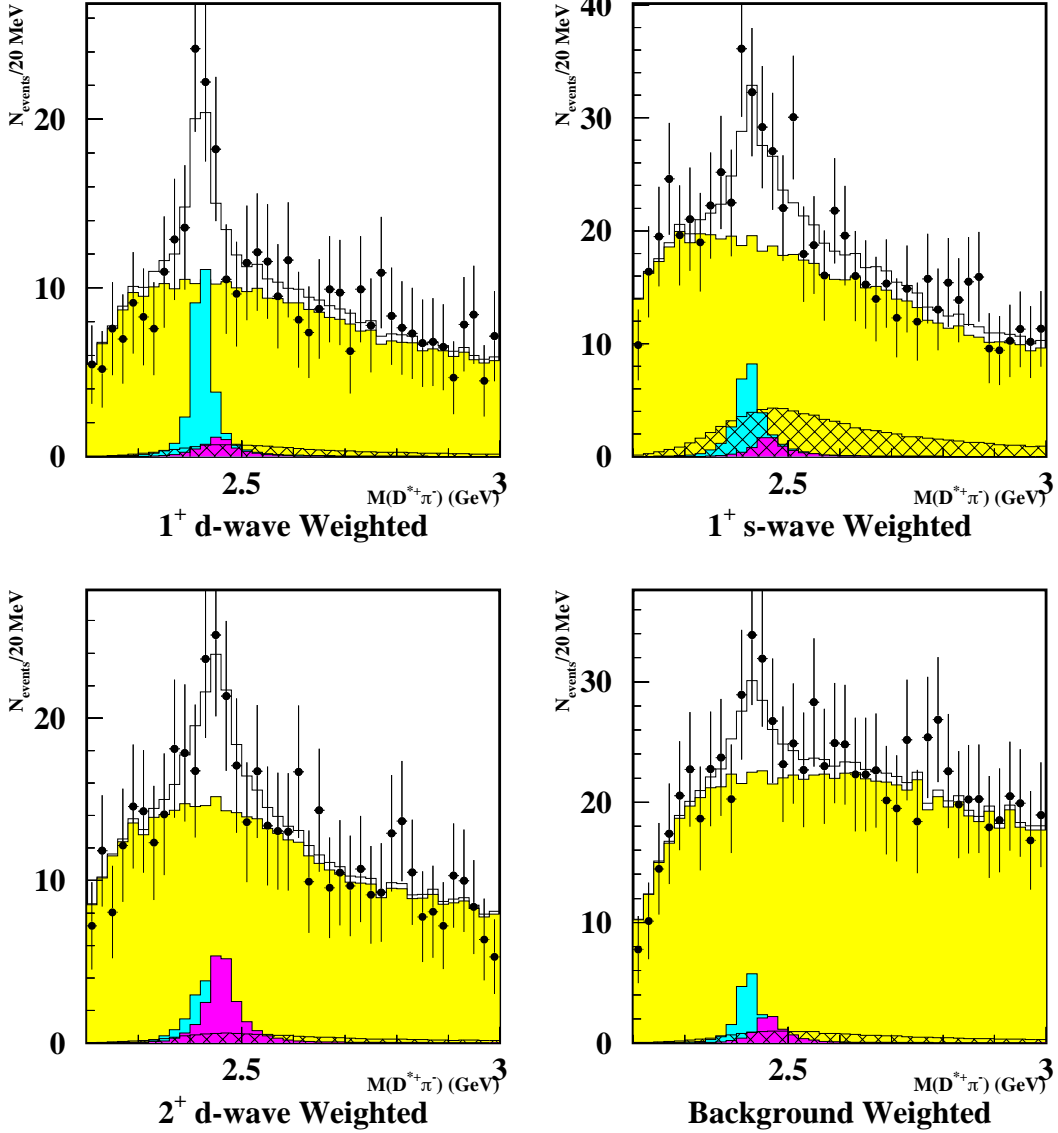 N_events/20 MeV
20
10
0
2.5
3
M(D*+π-) (GeV)
1+ d-wave Weighted
N_events/20 MeV
40
30
20
10
0
2.5
3
M(D*+π-) (GeV)
1+ s-wave Weighted
N_events/20 MeV
20
10
0
2.5
3
M(D*+π-) (GeV)
2+ d-wave Weighted
N_events/20 MeV
30
20
10
0
2.5
3
M(D*+π-) (GeV)
Background Weighted